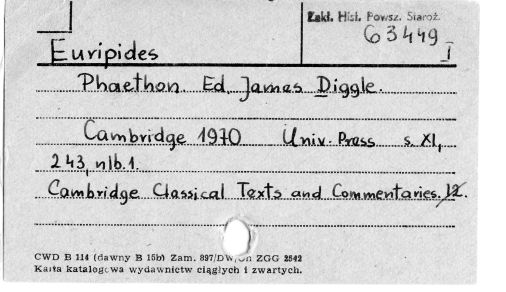 Zakł. Hist. Powsz. Staroż.
63449
I
Euripides
Phaethon. Ed. James Diggle.
Cambridge 1970 Univ. Press s. XI,
243, nlb. 1.
Cambridge Classical Texts and Commentaries. 12.
CWD B 114 (dawny B 15b) Zam. 897/DW/ ZGG 2542
Karta katalogowa wydawnictw ciągłych i zwartych.